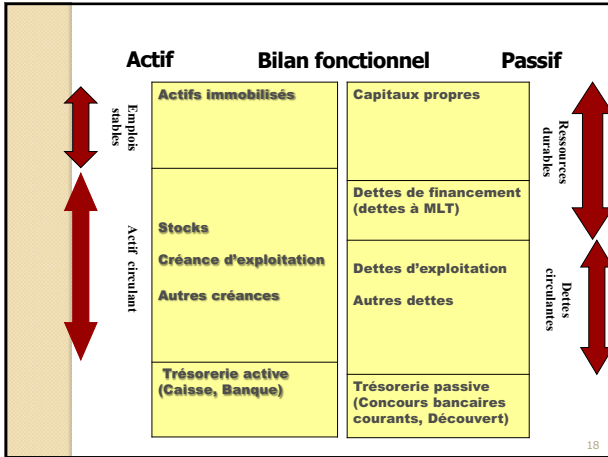 Actif Bilan fonctionnel Passif
Emplois
stables
Actifs immobilisés
Actif circulant
Stocks
Créance d'exploitation
Autres créances
Trésorerie active
(Caisse, Banque)
Capitaux propres
Dettes de financement
(dettes à MLT)
Ressources
durables
Dettes d'exploitation
Autres dettes
Dettes
circulantes
Trésorerie passive
(Concours bancaires
courants, Découvert)
18